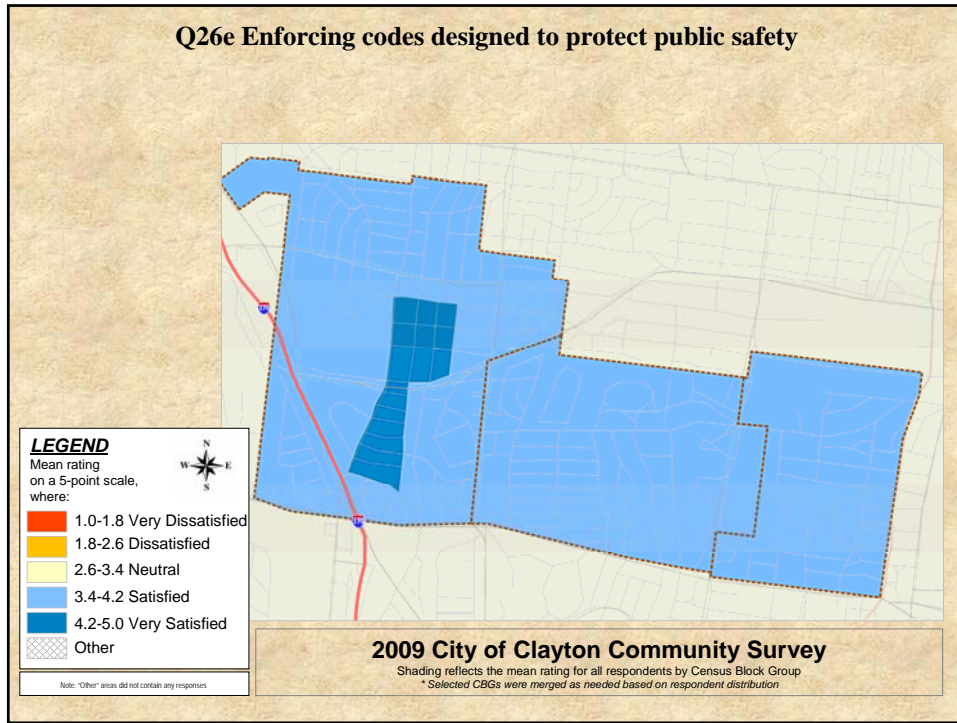 Q26e Enforcing codes designed to protect public safety
LEGEND
Mean rating
on a 5-point scale,
where:
N
W E
S
1.0-1.8 Very Dissatisfied
1.8-2.6 Dissatisfied
2.6-3.4 Neutral
3.4-4.2 Satisfied
4.2-5.0 Very Satisfied
Other
Note: "Other" areas did not contain any responses
2009 City of Clayton Community Survey
Shading reflects the mean rating for all respondents by Census Block Group
* Selected CBGs were merged as needed based on respondent distribution